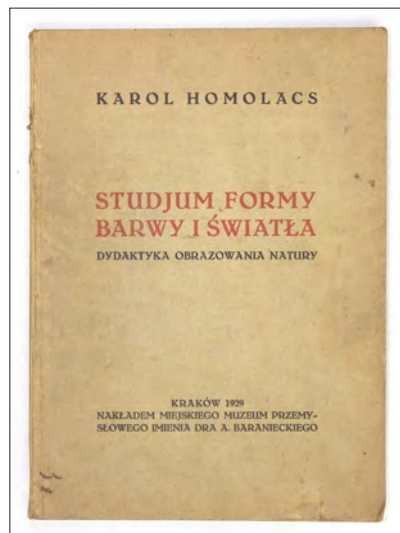 KAROL HOMOLACS
STUDJUM FORMY
BARWY I ŚWIATŁA
DYDAKTYKA OBRAZOWANIA NATURY
KRAKÓW 1929
NAKŁADEM MIEJSKIEGO MUZEUM PRZEMY-
SŁOWEGO IMIENIA DRA A. BARANIECKIEGO